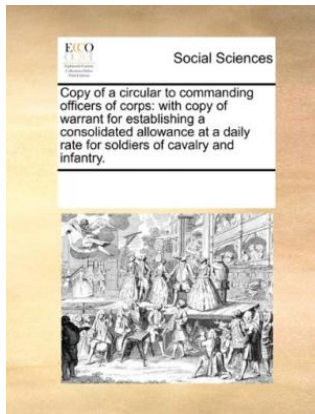 ECCO
Social Sciences
Copy of a circular to commanding
officers of corps: with copy of
warrant for establishing a
consolidated allowance at a daily
rate for soldiers of cavalry and
infantry.